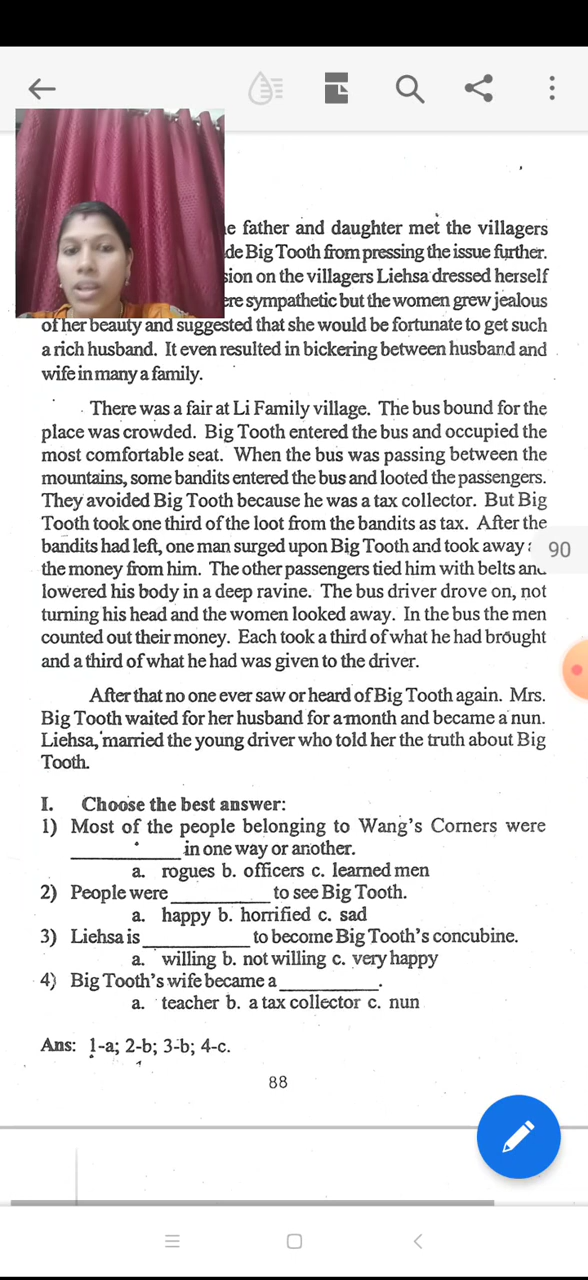 e father and daughter met the villagers
de Big Tooth from pressing the issue further.
sion on the villagers Liehsa dressed herself
ere sympathetic but the women grew jealous
of her beauty and suggested that she would be fortunate to get such
a rich husband. It even resulted in bickering between husband and
wife in many a family.
There was a fair at Li Family village. The bus bound for the
place was crowded. Big Tooth entered the bus and occupied the
most comfortable seat. When the bus was passing between the
mountains, some bandits entered the bus and looted the passengers.
They avoided Big Tooth because he was a tax collector. But Big
Tooth took one third of the loot from the bandits as tax. After the
bandits had left, one man surged upon Big Tooth and took away
90
the money from him. The other passengers tied him with belts and
lowered his body in a deep ravine. The bus driver drove on, not
turning his head and the women looked away. In the bus the men
counted out their money. Each took a third of what he had brought
and a third of what he had was given to the driver.
After that no one ever saw or heard of Big Tooth again. Mrs.
Big Tooth waited for her husband for a month and became a nun.
Liehsa, married the young driver who told her the truth about Big
Tooth.
I. Choose the best answer:
1) Most of the people belonging to Wang's Corners were
__________ in one way or another.
a. rogues b. officers c. learned men
2) People were __________ to see Big Tooth.
a. happy b. horrified c. sad
3) Liehsa is __________ to become Big Tooth's concubine.
a. willing b. not willing c. very happy
4) Big Tooth's wife became a __________.
a. teacher b. a tax collector c. nun
Ans: 1-a; 2-b; 3-b; 4-c.
88